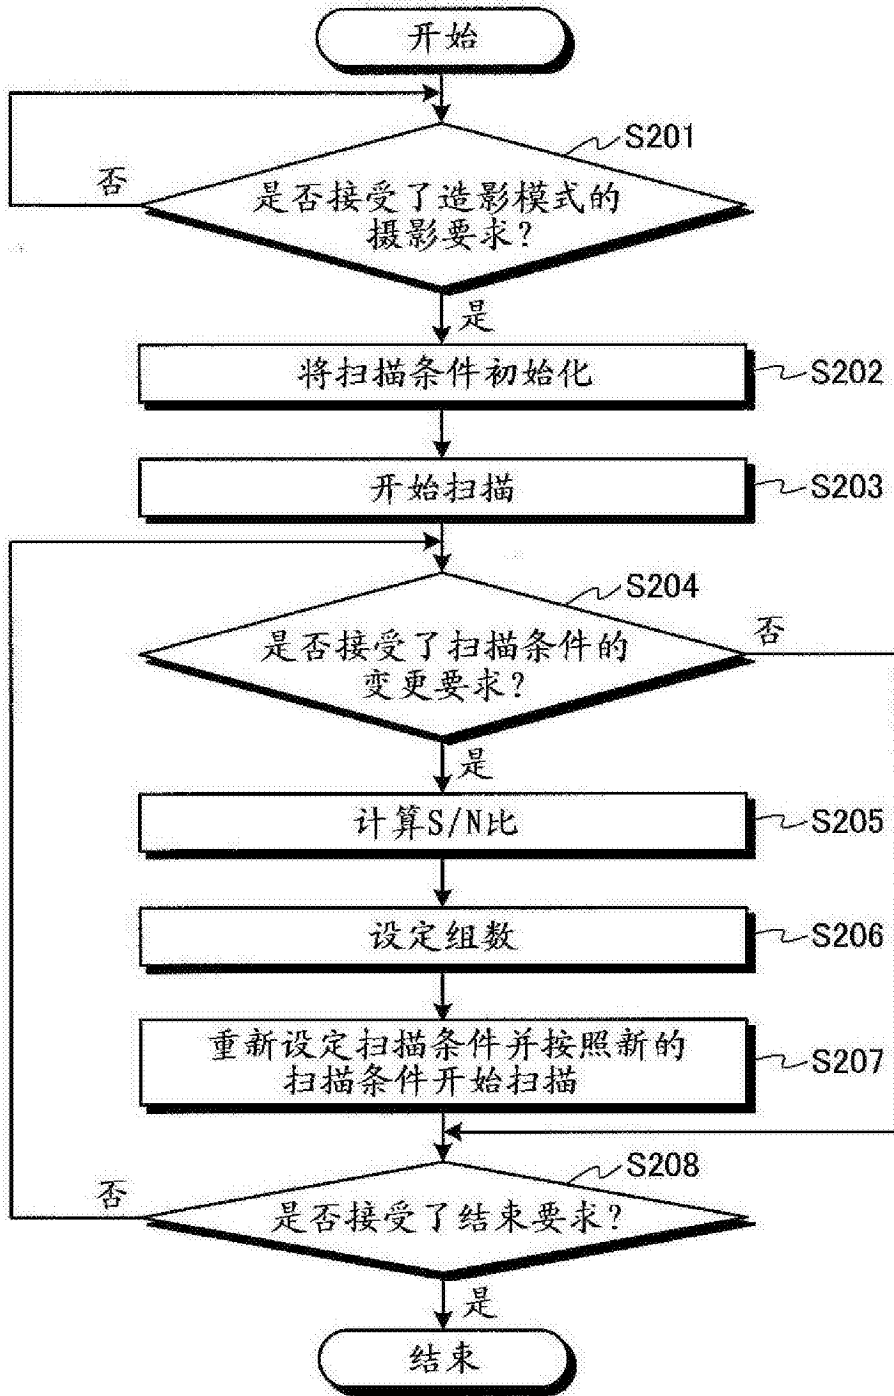 开始
S201
否
是否接受了造影模式的
摄影要求?
是
将扫描条件初始化
S202
开始扫描
S203
S204
是否接受了扫描条件的
变更要求?
否
是
计算S/N比
S205
设定组数
S206
重新设定扫描条件并按照新的
扫描条件开始扫描
S207
S208
否
是否接受了结束要求?
是
结束